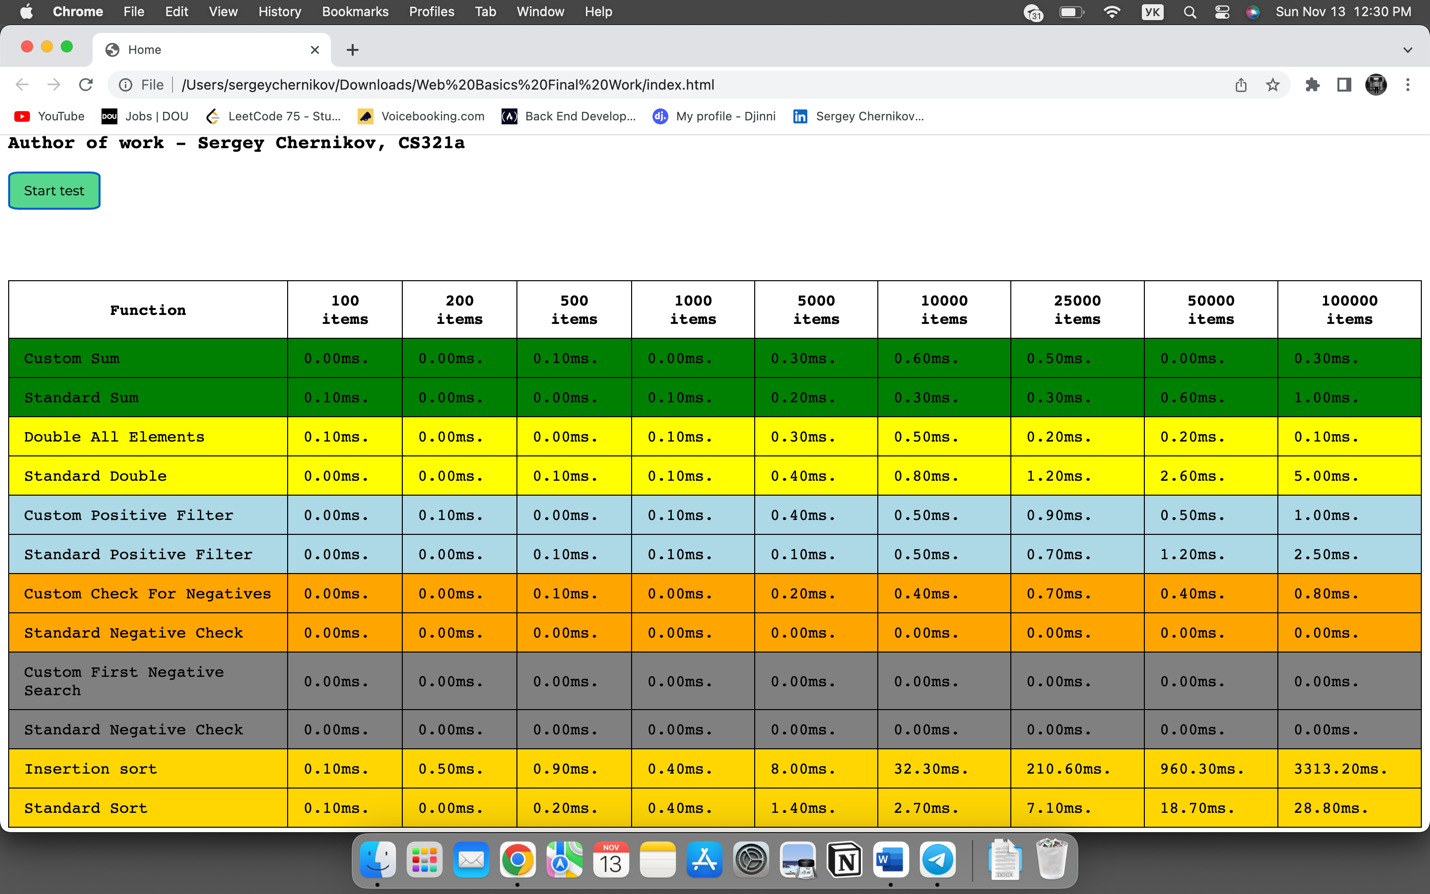 Chrome File Edit View History Bookmarks Profiles Tab Window Help 31 УК Sun Nov 13 12:30 PM
Home
File /Users/sergeychernikov/Downloads/Web%20Basics%20Final%20Work/index.html
YouTube DOU Jobs | DOU LeetCode 75 - Stu... Voicebooking.com Back End Develop... dj. My profile - Djinni in Sergey Chernikov...
Author of work - Sergey Chernikov, CS321a
Start test
Function 100 items 200 items 500 items 1000 items 5000 items 10000 items 25000 items 50000 items 100000 items
Custom Sum 0.00ms. 0.00ms. 0.10ms. 0.00ms. 0.30ms. 0.60ms. 0.50ms. 0.00ms. 0.30ms.
Standard Sum 0.10ms. 0.00ms. 0.00ms. 0.10ms. 0.20ms. 0.30ms. 0.30ms. 0.60ms. 1.00ms.
Double All Elements 0.10ms. 0.00ms. 0.00ms. 0.10ms. 0.30ms. 0.50ms. 0.20ms. 0.20ms. 0.10ms.
Standard Double 0.00ms. 0.00ms. 0.10ms. 0.10ms. 0.40ms. 0.80ms. 1.20ms. 2.60ms. 5.00ms.
Custom Positive Filter 0.00ms. 0.10ms. 0.00ms. 0.10ms. 0.40ms. 0.50ms. 0.90ms. 0.50ms. 1.00ms.
Standard Positive Filter 0.00ms. 0.00ms. 0.10ms. 0.10ms. 0.10ms. 0.50ms. 0.70ms. 1.20ms. 2.50ms.
Custom Check For Negatives 0.00ms. 0.00ms. 0.10ms. 0.00ms. 0.20ms. 0.40ms. 0.70ms. 0.40ms. 0.80ms.
Standard Negative Check 0.00ms. 0.00ms. 0.00ms. 0.00ms. 0.00ms. 0.00ms. 0.00ms. 0.00ms. 0.00ms.
Custom First Negative Search 0.00ms. 0.00ms. 0.00ms. 0.00ms. 0.00ms. 0.00ms. 0.00ms. 0.00ms. 0.00ms.
Standard Negative Check 0.00ms. 0.00ms. 0.00ms. 0.00ms. 0.00ms. 0.00ms. 0.00ms. 0.00ms. 0.00ms.
Insertion sort 0.10ms. 0.50ms. 0.90ms. 0.40ms. 8.00ms. 32.30ms. 210.60ms. 960.30ms. 3313.20ms.
Standard Sort 0.10ms. 0.00ms. 0.20ms. 0.40ms. 1.40ms. 2.70ms. 7.10ms. 18.70ms. 28.80ms.
NOV
13
N
W
DOCX